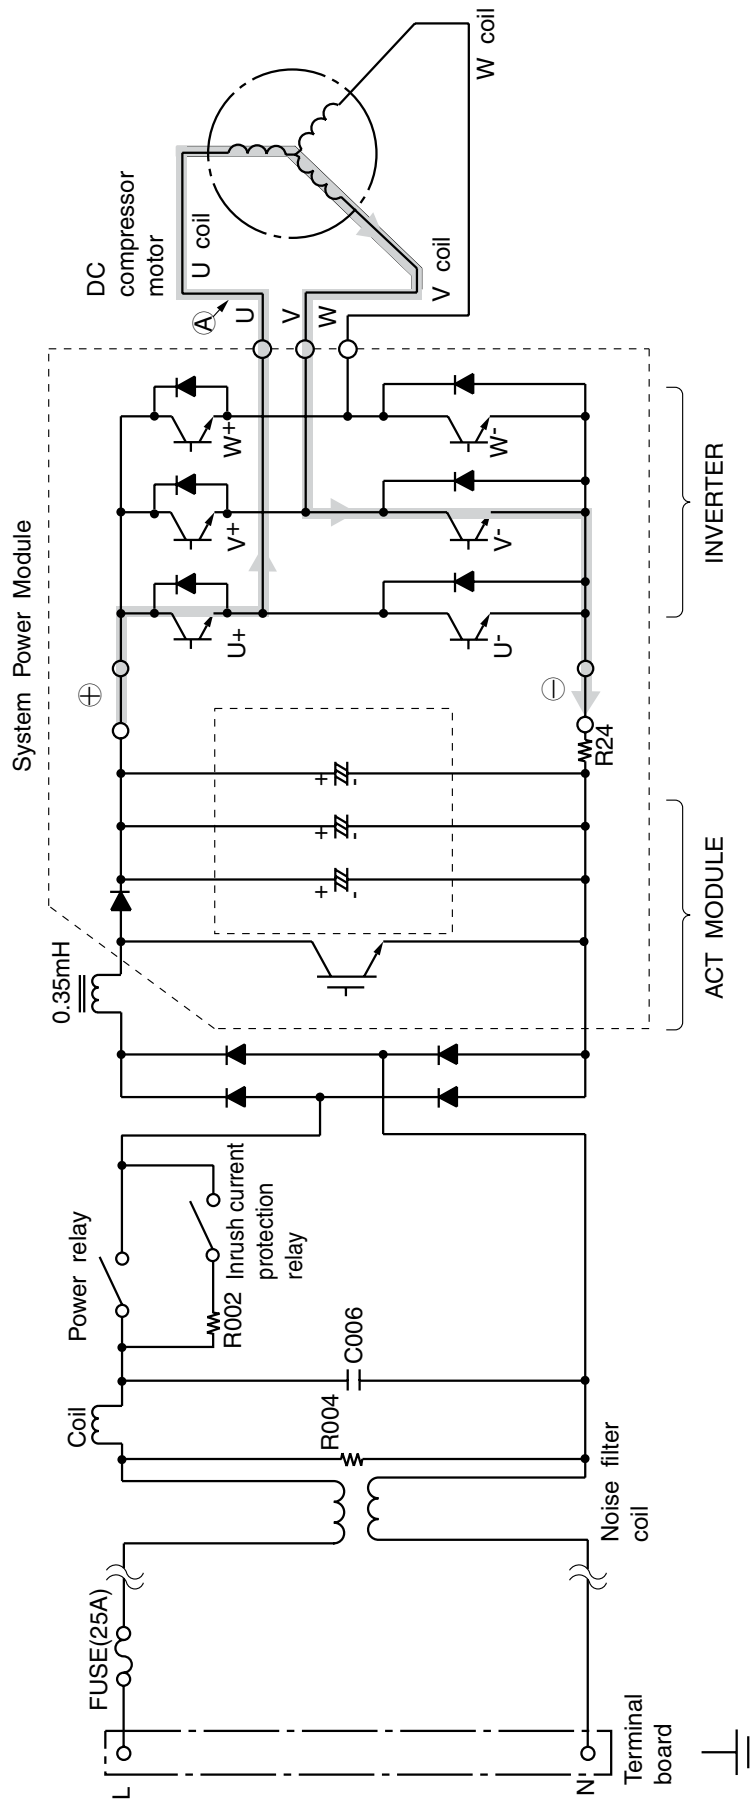 L
N
Terminal
board
FUSE(25A)
Noise filter
coil
R004
Coil
C006
Power relay
R002
Inrush current
protection
relay
0.35mH
ACT MODULE
+
-
+
-
+
-
R24
System Power Module
+
−
U+
V+
W+
U-
V-
W-
INVERTER
A
U
V
W
DC
compressor
motor
U coil
V coil
W coil